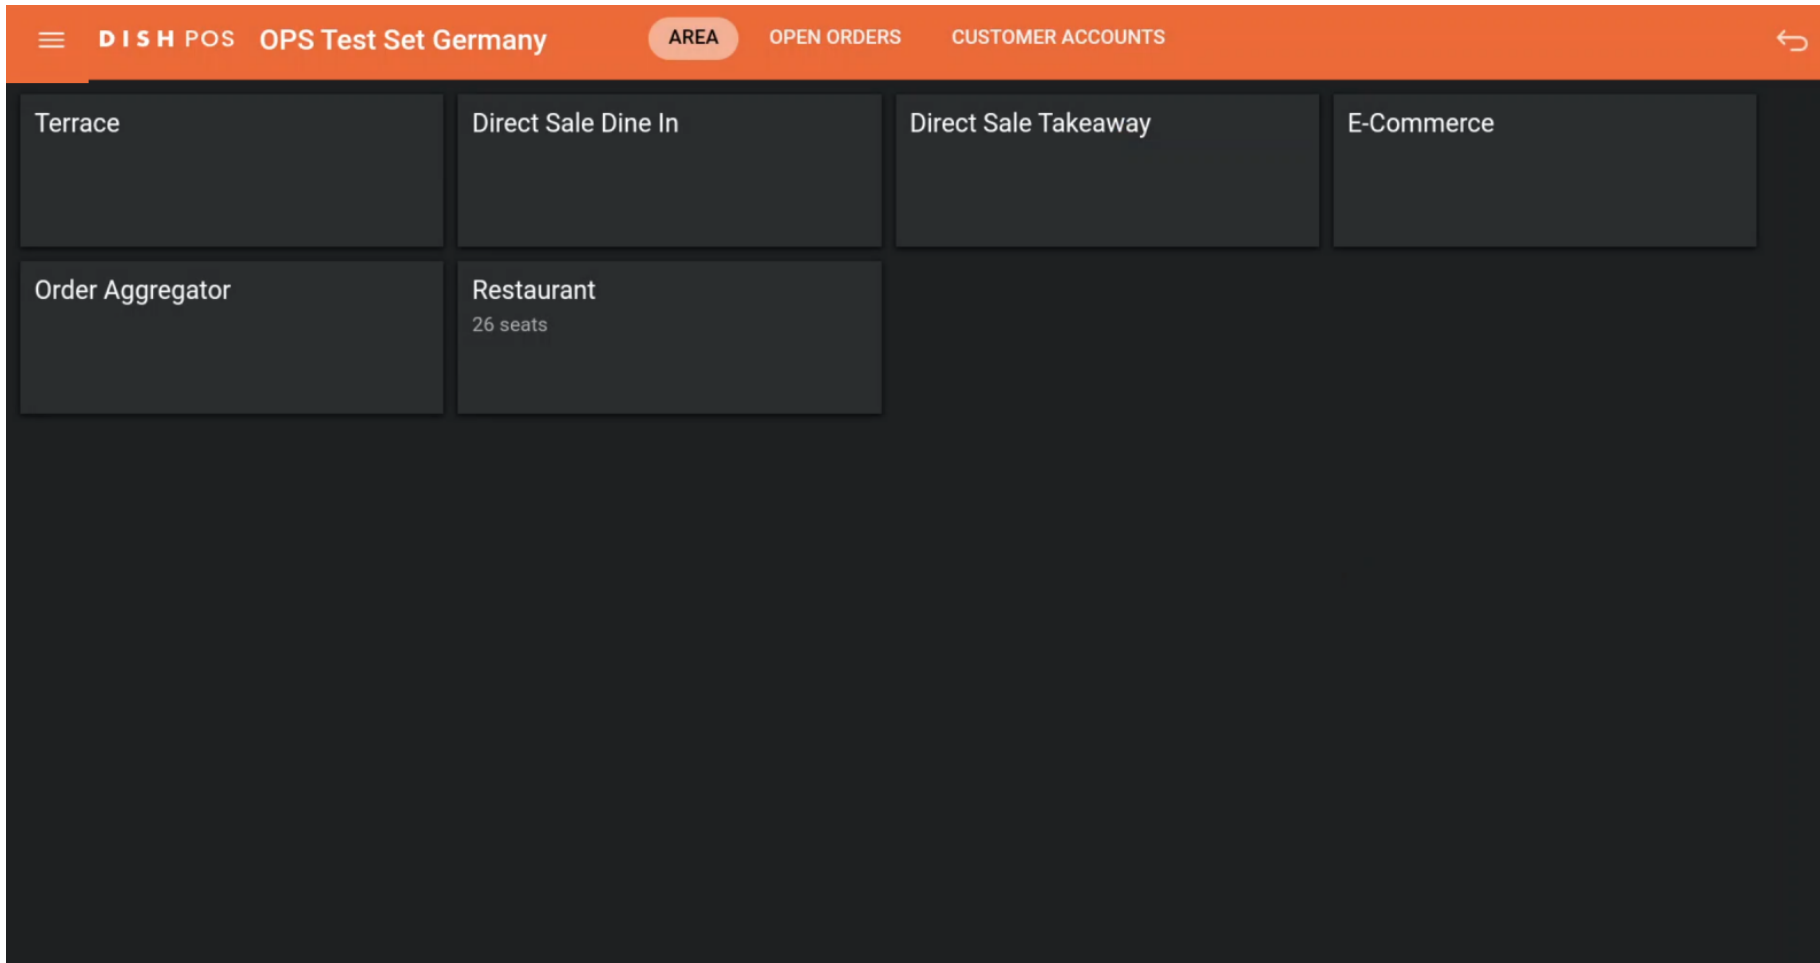 DISH POS OPS Test Set Germany
AREA
OPEN ORDERS
CUSTOMER ACCOUNTS
Terrace
Direct Sale Dine In
Direct Sale Takeaway
E-Commerce
Order Aggregator
Restaurant
26 seats